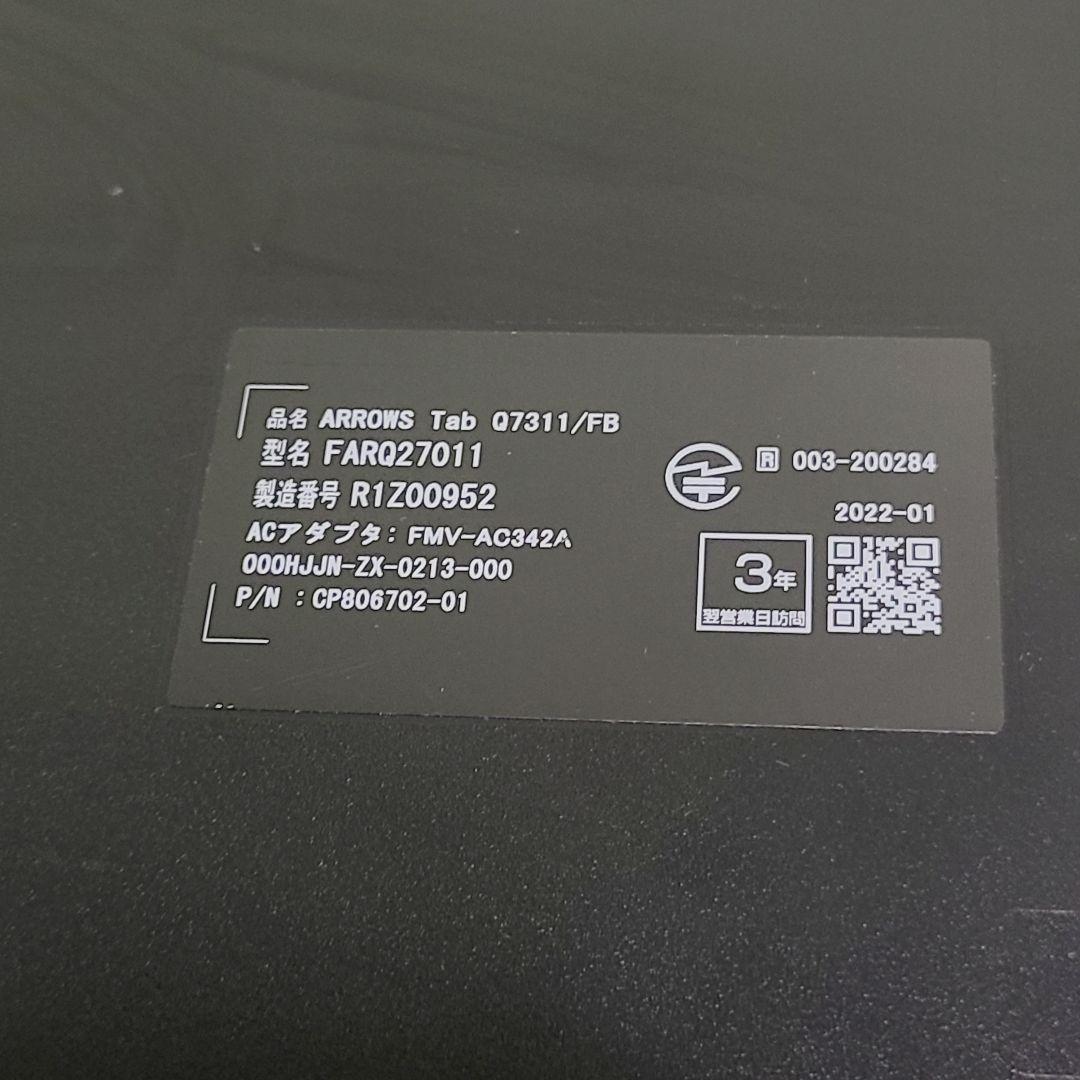 品名 ARROWS Tab Q7311/FB
型名 FARQ27011
製造番号 R1Z00952
ACアダプタ: FMV-AC342A
000HJJN-ZX-0213-000
P/N :CP806702-01
R 003-200284
2022-01
3年
翌営業日訪問